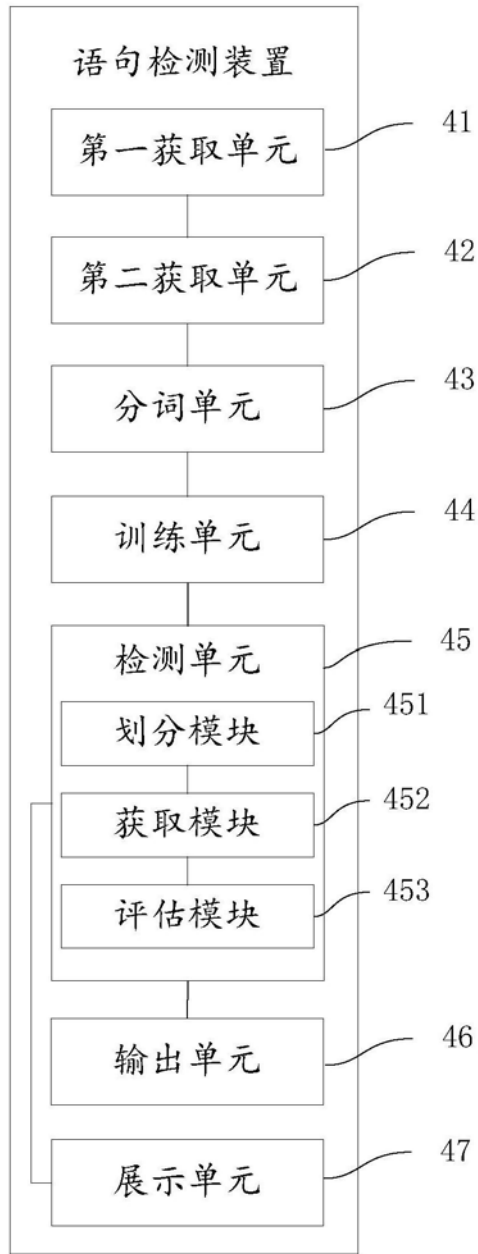 语句检测装置
第一获取单元
41
第二获取单元
42
分词单元
43
训练单元
44
检测单元
45
划分模块
451
获取模块
452
评估模块
453
输出单元
46
展示单元
47